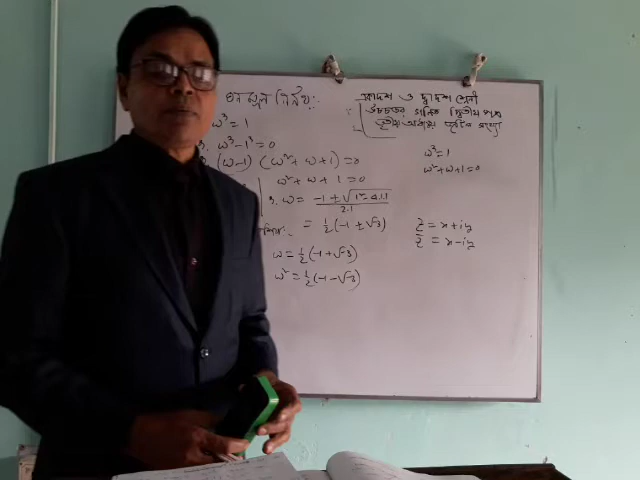 ঘন মূল নির্ণয়:
একাদশ ও দ্বাদশ শ্রেণী
উচ্চতর গণিত দ্বিতীয় পত্র
তৃতীয় অধ্যায় জটিল সংখ্যা
ω³ = 1
ω³ - 1³ = 0
(ω-1) (ω² + ω + 1) = 0
ω² + ω + 1 = 0
ω = (-1 ± √(1² - 4.1.1)) / 2.1
= 1/2 (-1 ± √-3)
ω = 1/2 (-1 + √-3)
ω² = 1/2 (-1 - √-3)
ω³ = 1
ω² + ω + 1 = 0
z = x + iy
z̄ = x - iy